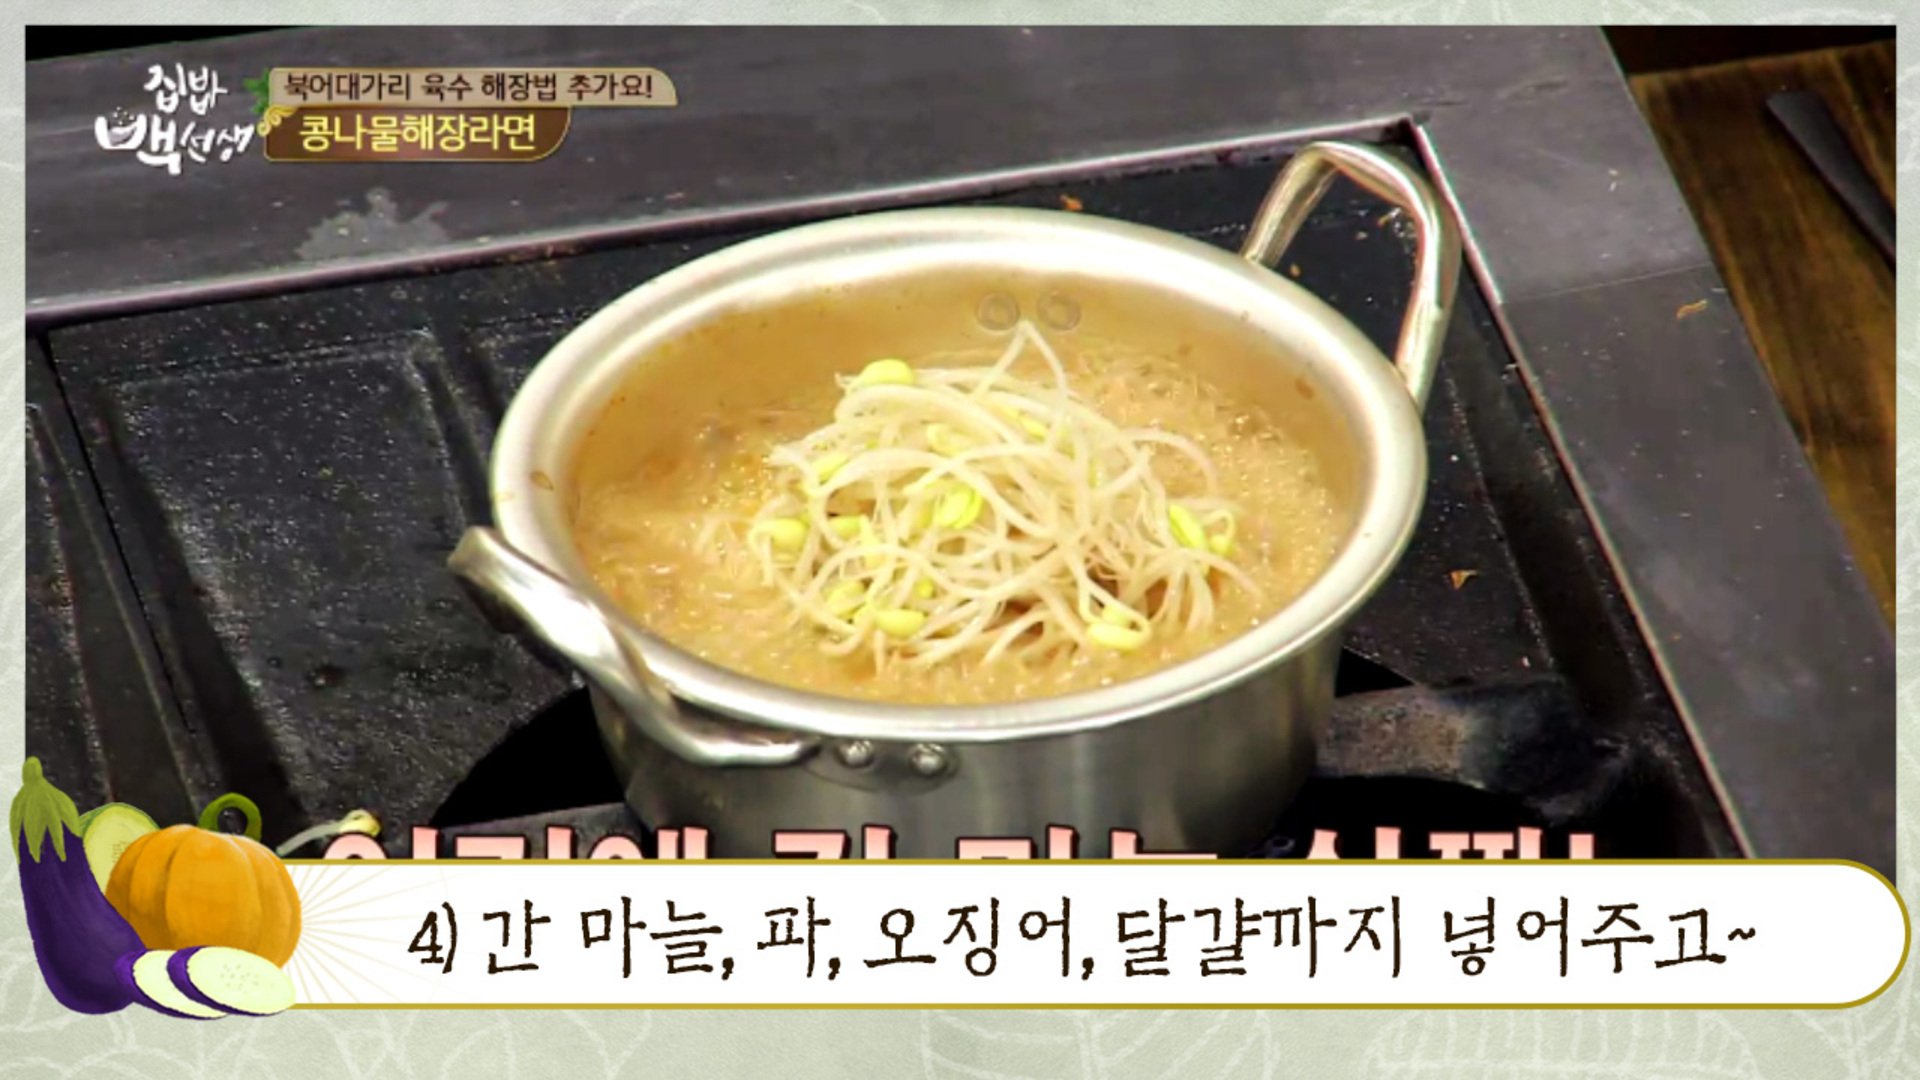 집밥
백선생
북어대가리 육수 해장법 추가요!
콩나물해장라면
4) 간 마늘, 파, 오징어, 달걀까지 넣어주고~